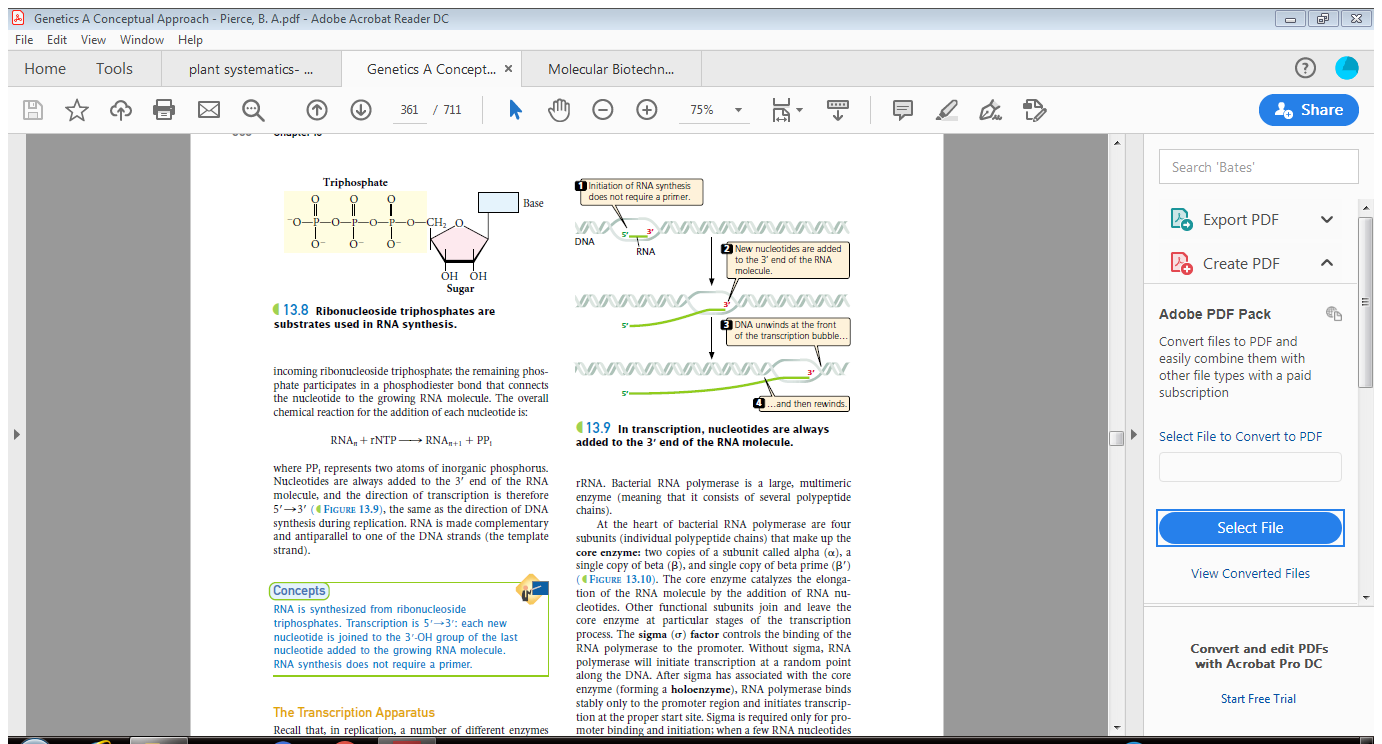 Genetics A Conceptual Approach - Pierce, B. A.pdf - Adobe Acrobat Reader DC
File Edit View Window Help
Home Tools plant systematics- ... Genetics A Concept... × Molecular Biotechn...
361 / 711 75% Share
Triphosphate
O O O
⁻O—P—O—P—O—P—O—CH₂ O Base
O⁻ O⁻ O⁻
OH OH
Sugar
13.8 Ribonucleoside triphosphates are
substrates used in RNA synthesis.
incoming ribonucleoside triphosphate; the remaining phos-
phate participates in a phosphodiester bond that connects
the nucleotide to the growing RNA molecule. The overall
chemical reaction for the addition of each nucleotide is:
RNAₙ + rNTP ⟶ RNAₙ₊₁ + PPᵢ
where PPᵢ represents two atoms of inorganic phosphorus.
Nucleotides are always added to the 3′ end of the RNA
molecule, and the direction of transcription is therefore
5′→3′ (FIGURE 13.9), the same as the direction of DNA
synthesis during replication. RNA is made complementary
and antiparallel to one of the DNA strands (the template
strand).
Concepts
RNA is synthesized from ribonucleoside
triphosphates. Transcription is 5′→3′: each new
nucleotide is joined to the 3′-OH group of the last
nucleotide added to the growing RNA molecule.
RNA synthesis does not require a primer.
The Transcription Apparatus
Recall that, in replication, a number of different enzymes
1 Initiation of RNA synthesis
does not require a primer.
5′ 3′
DNA
RNA
2 New nucleotides are added
to the 3′ end of the RNA
molecule.
3′
5′
3 DNA unwinds at the front
of the transcription bubble...
3′
5′
4 ...and then rewinds.
13.9 In transcription, nucleotides are always
added to the 3′ end of the RNA molecule.
rRNA. Bacterial RNA polymerase is a large, multimeric
enzyme (meaning that it consists of several polypeptide
chains).
At the heart of bacterial RNA polymerase are four
subunits (individual polypeptide chains) that make up the
core enzyme: two copies of a subunit called alpha (α), a
single copy of beta (β), and single copy of beta prime (β′)
(FIGURE 13.10). The core enzyme catalyzes the elonga-
tion of the RNA molecule by the addition of RNA nu-
cleotides. Other functional subunits join and leave the
core enzyme at particular stages of the transcription
process. The sigma (σ) factor controls the binding of the
RNA polymerase to the promoter. Without sigma, RNA
polymerase will initiate transcription at a random point
along the DNA. After sigma has associated with the core
enzyme (forming a holoenzyme), RNA polymerase binds
stably only to the promoter region and initiates transcrip-
tion at the proper start site. Sigma is required only for pro-
moter binding and initiation; when a few RNA nucleotides
Search 'Bates'
Export PDF
Create PDF
Adobe PDF Pack
Convert files to PDF and
easily combine them with
other file types with a paid
subscription
Select File to Convert to PDF
Select File
View Converted Files
Convert and edit PDFs
with Acrobat Pro DC
Start Free Trial